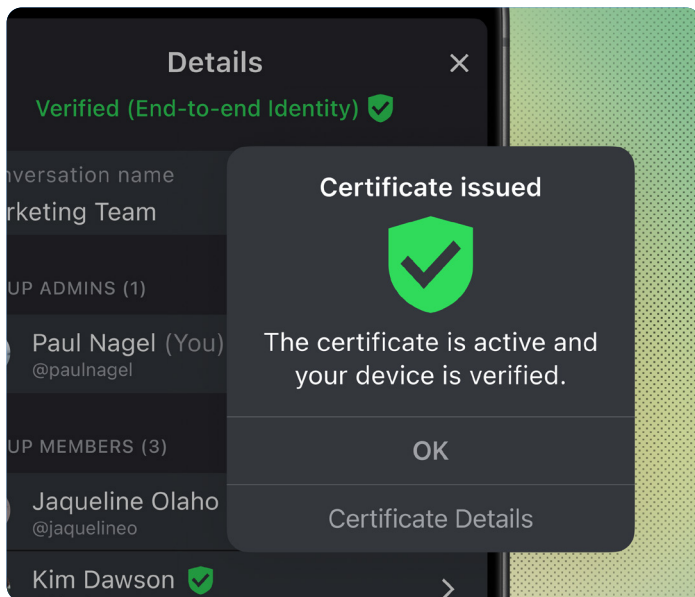 Details
Verified (End-to-end Identity)
nversation name
rketing Team
UP ADMINS (1)
Paul Nagel (You)
@paulnagel
UP MEMBERS (3)
Jaqueline Olaho
@jaquelineo
Kim Dawson
Certificate issued
The certificate is active and
your device is verified.
OK
Certificate Details